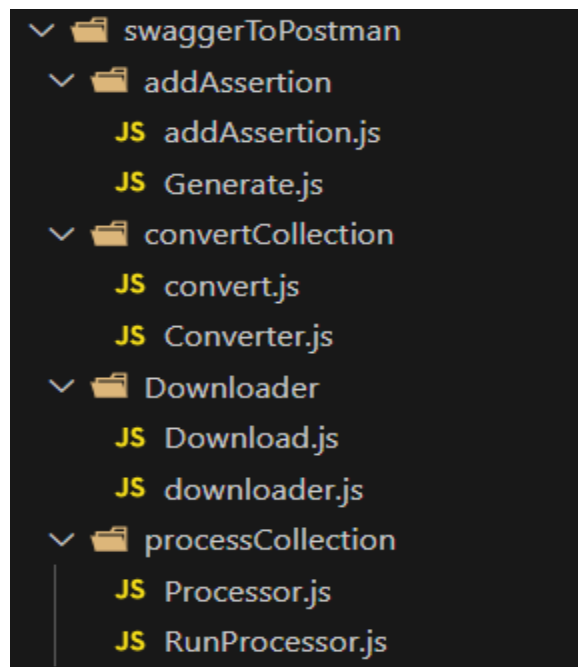 swaggerToPostman
addAssertion
JS addAssertion.js
JS Generate.js
convertCollection
JS convert.js
JS Converter.js
Downloader
JS Download.js
JS downloader.js
processCollection
JS Processor.js
JS RunProcessor.js